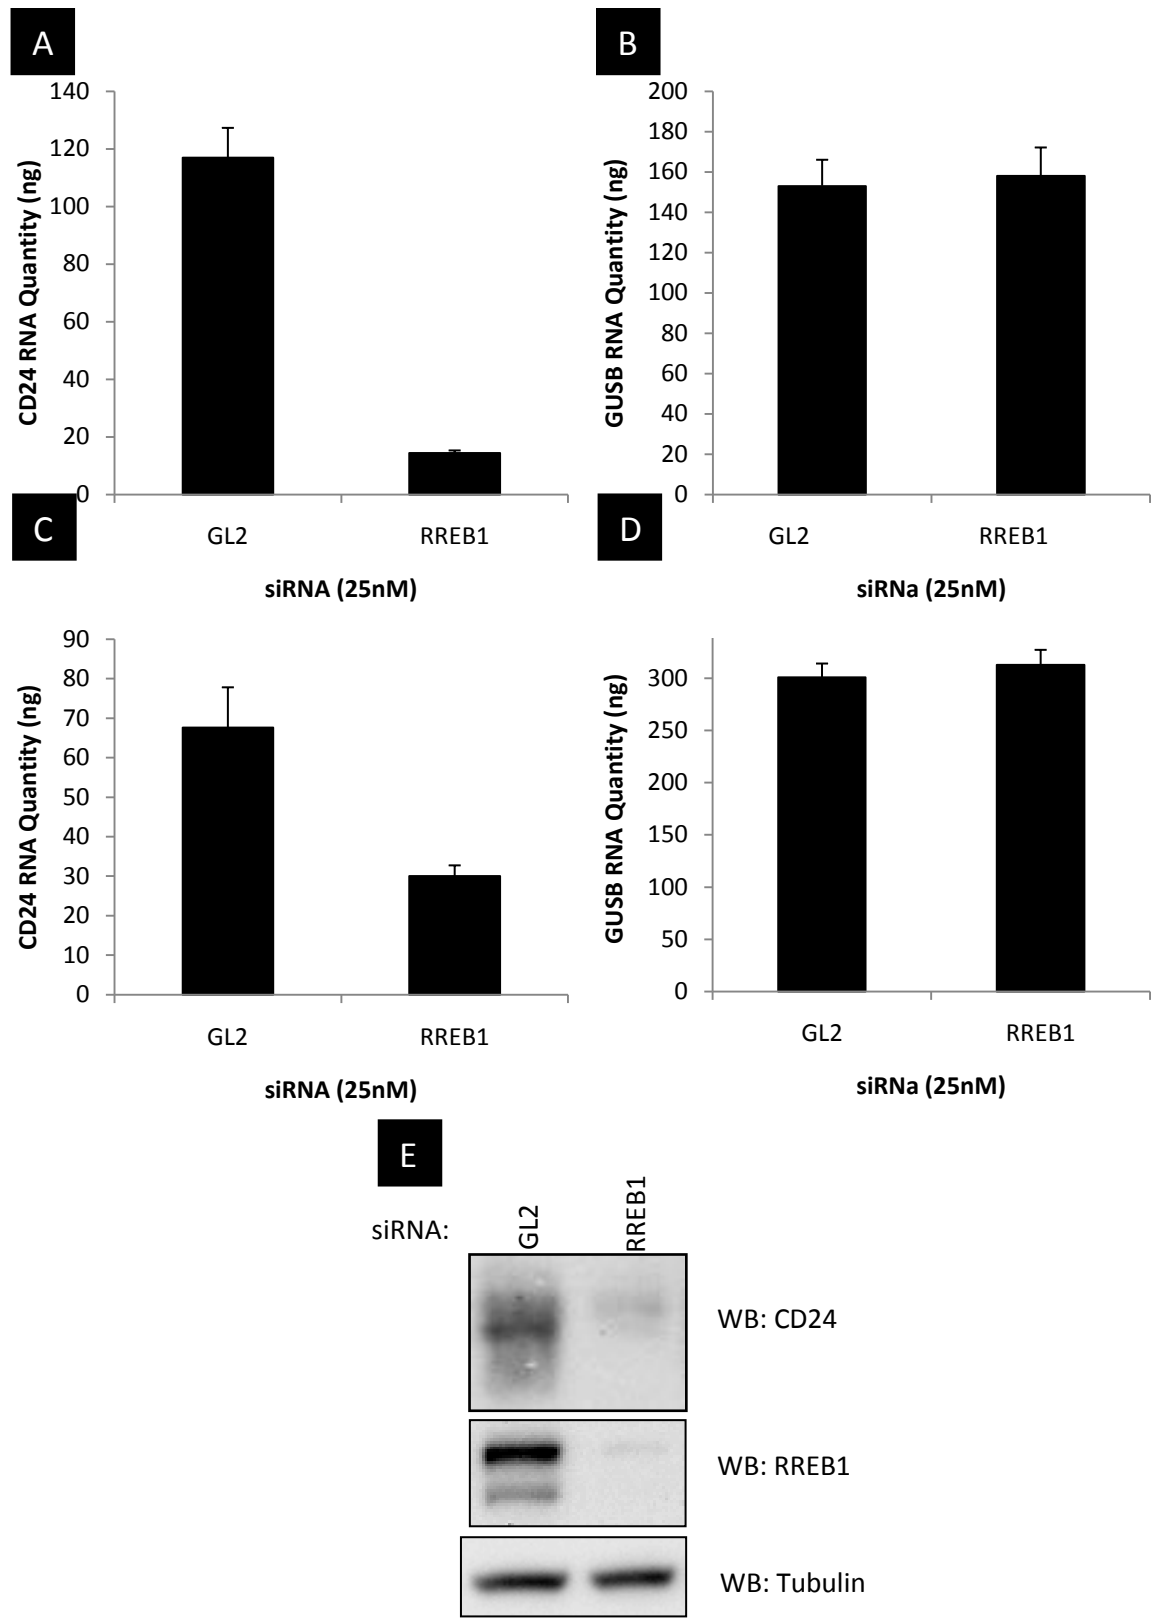 A
CD24 RNA Quantity (ng)
140
120
100
80
60
40
20
0
GL2 RREB1
siRNA (25nM)
B
GUSB RNA Quantity (ng)
200
180
160
140
120
100
80
60
40
20
0
GL2 RREB1
siRNa (25nM)
C
CD24 RNA Quantity (ng)
90
80
70
60
50
40
30
20
10
0
GL2 RREB1
siRNA (25nM)
D
GUSB RNA Quantity (ng)
300
250
200
150
100
50
0
GL2 RREB1
siRNa (25nM)
E
siRNA: GL2 RREB1
WB: CD24
WB: RREB1
WB: Tubulin